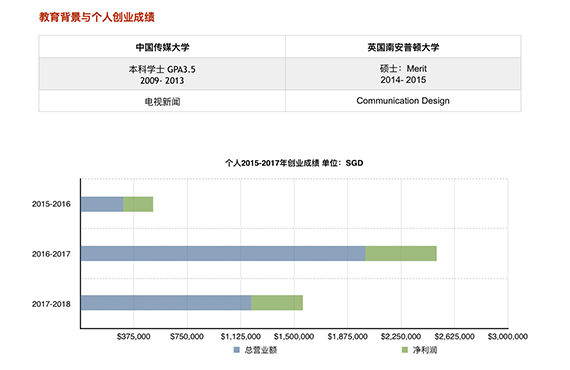 教育背景与个人创业成绩
中国传媒大学 英国南安普顿大学
本科学士 GPA3.5 硕士：Merit
2009- 2013 2014- 2015
电视新闻 Communication Design
个人2015-2017年创业成绩 单位：SGD
2015-2016
2016-2017
2017-2018
$375,000 $750,000 $1,125,000 $1,500,000 $1,875,000 $2,250,000 $2,625,000 $3,000,000
总营业额 净利润